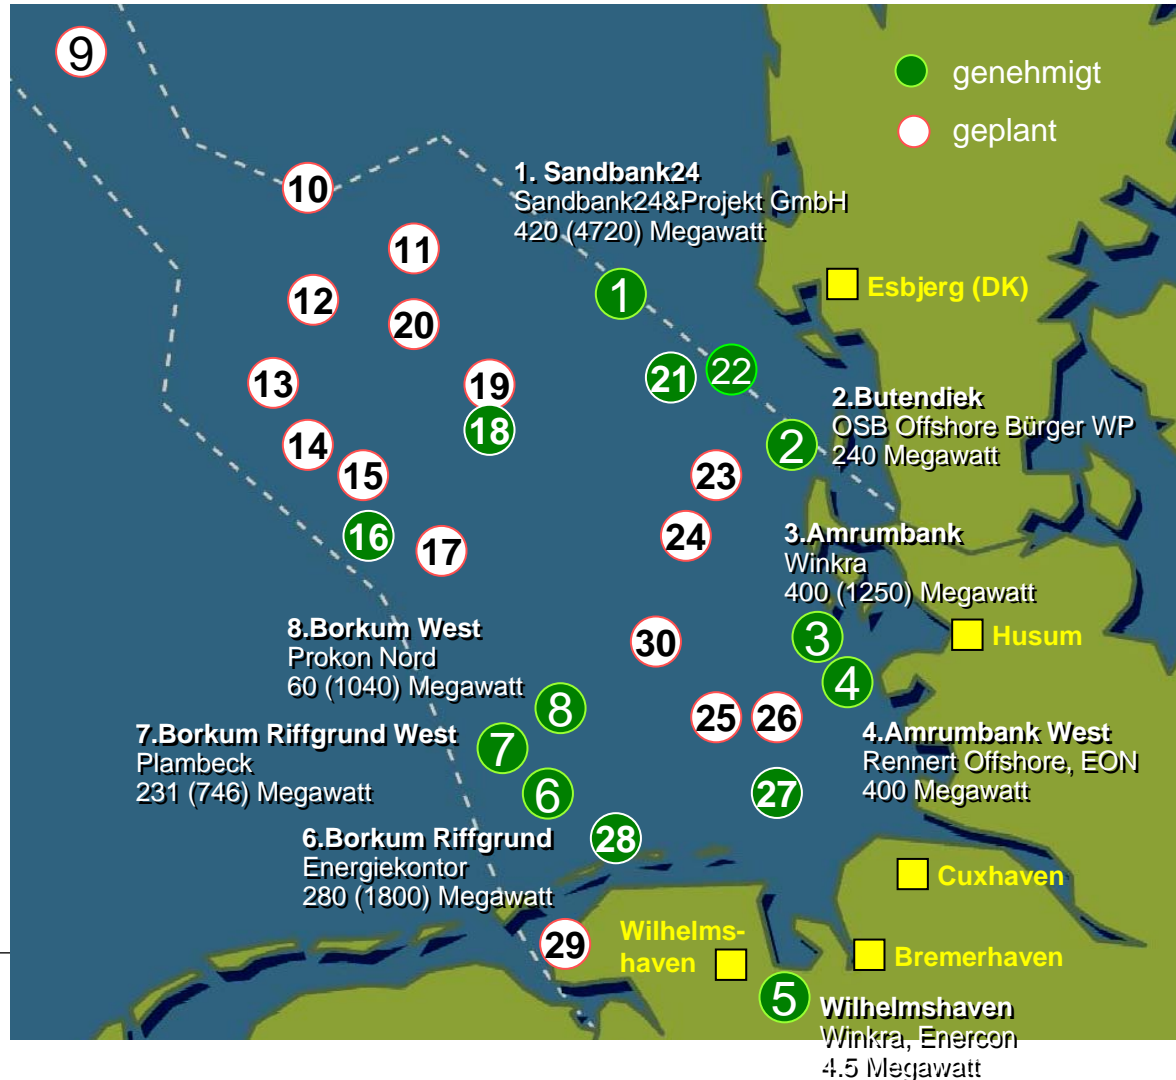 9
genehmigt
geplant
10
1. Sandbank24
Sandbank24&Projekt GmbH
420 (4720) Megawatt
11
12
1
Esbjerg (DK)
20
13
19
21
22
2.Butendiek
OSB Offshore Bürger WP
240 Megawatt
18
2
14
15
23
16
17
24
3.Amrumbank
Winkra
400 (1250) Megawatt
8.Borkum West
Prokon Nord
60 (1040) Megawatt
30
3
Husum
4
8
25
26
7.Borkum Riffgrund West
Plambeck
231 (746) Megawatt
7
4.Amrumbank West
Rennert Offshore, EON
400 Megawatt
6
27
6.Borkum Riffgrund
Energiekontor
280 (1800) Megawatt
28
Cuxhaven
29
Wilhelms-
haven
Bremerhaven
5
Wilhelmshaven
Winkra, Enercon
4.5 Megawatt